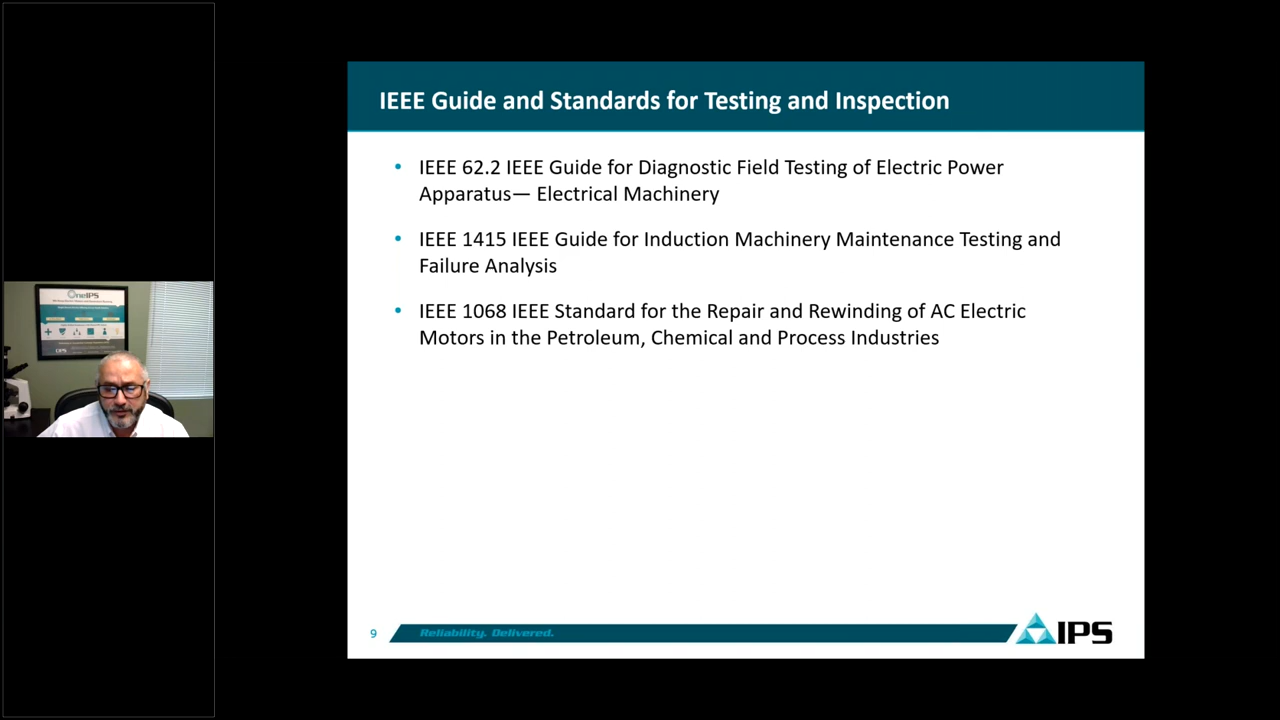 IEEE Guide and Standards for Testing and Inspection
• IEEE 62.2 IEEE Guide for Diagnostic Field Testing of Electric Power
Apparatus— Electrical Machinery
• IEEE 1415 IEEE Guide for Induction Machinery Maintenance Testing and
Failure Analysis
• IEEE 1068 IEEE Standard for the Repair and Rewinding of AC Electric
Motors in the Petroleum, Chemical and Process Industries
9
Reliability. Delivered.
IPS
OneIPS
IPS